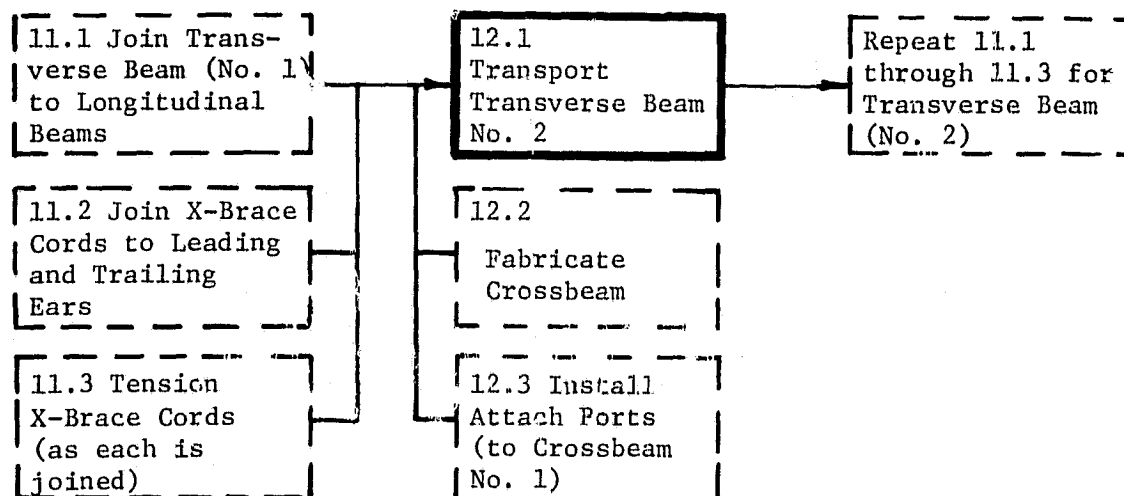 11.1 Join Trans-
verse Beam (No. 1)
to Longitudinal
Beams
11.2 Join X-Brace
Cords to Leading
and Trailing
Ears
11.3 Tension
X-Brace Cords
(as each is
joined)
12.1
Transport
Transverse Beam
No. 2
12.2
Fabricate
Crossbeam
12.3 Install
Attach Ports
(to Crossbeam
No. 1)
Repeat 11.1
through 11.3 for
Transverse Beam
(No. 2)